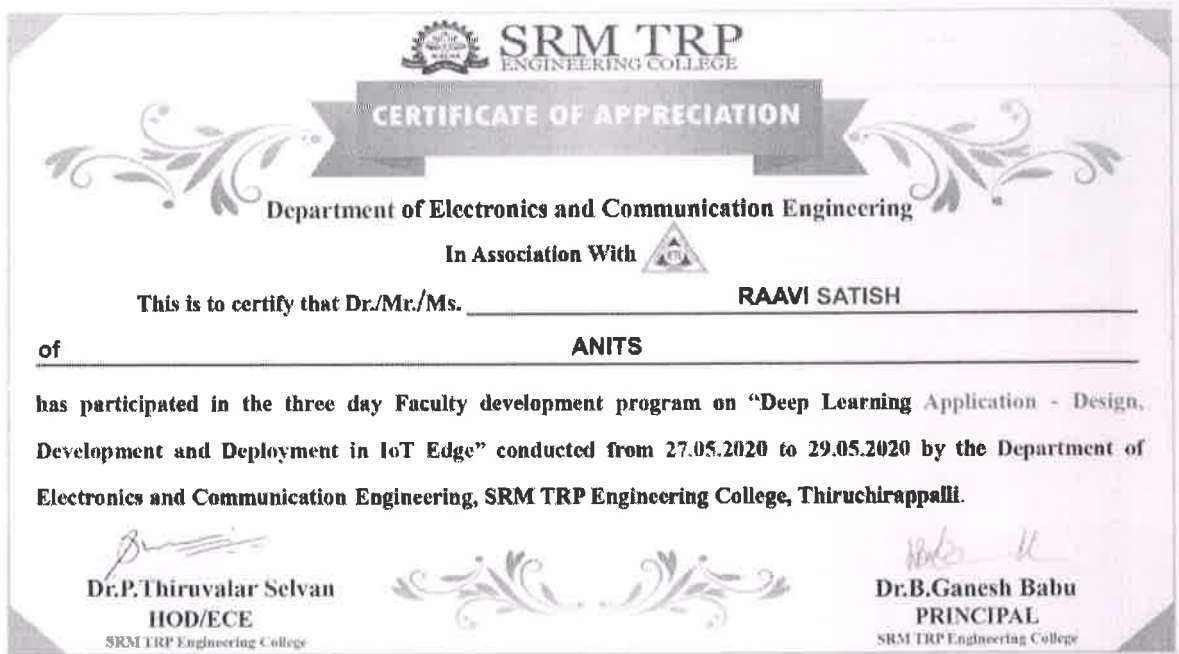 SRM TRP
ENGINEERING COLLEGE
CERTIFICATE OF APPRECIATION
Department of Electronics and Communication Engineering
In Association With
This is to certify that Dr./Mr./Ms. RAAVI SATISH
of ANITS
has participated in the three day Faculty development program on “Deep Learning Application - Design,
Development and Deployment in IoT Edge” conducted from 27.05.2020 to 29.05.2020 by the Department of
Electronics and Communication Engineering, SRM TRP Engineering College, Thiruchirappalli.
Dr.P.Thiruvalar Selvan
HOD/ECE
SRM TRP Engineering College
Dr.B.Ganesh Babu
PRINCIPAL
SRM TRP Engineering College